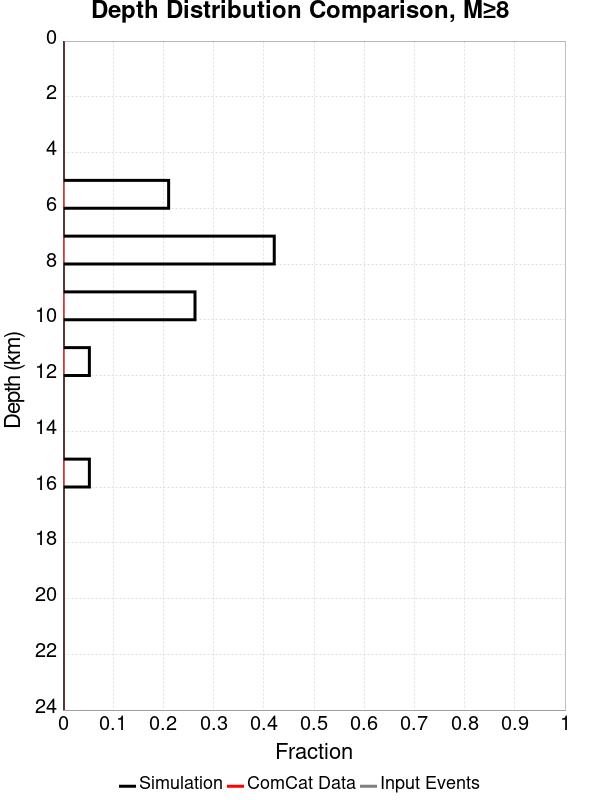 Depth Distribution Comparison, M≥8
0
2
4
6
8
10
12
14
16
18
20
22
24
Depth (km)
0 0.1 0.2 0.3 0.4 0.5 0.6 0.7 0.8 0.9 1
Fraction
Simulation ComCat Data Input Events